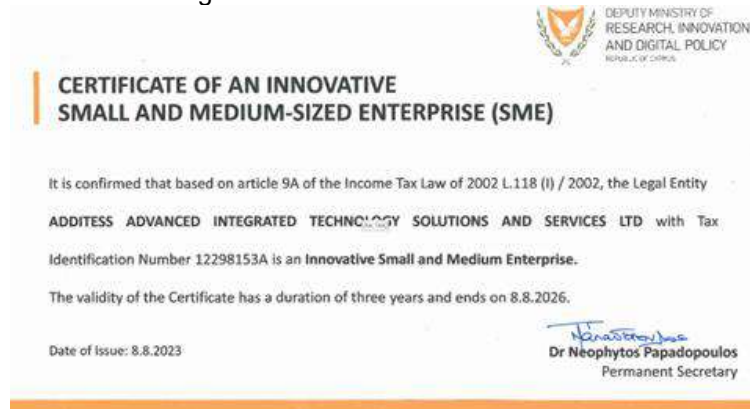 DEPUTY MINISTRY OF
RESEARCH, INNOVATION
AND DIGITAL POLICY
REPUBLIC OF CYPRUS
CERTIFICATE OF AN INNOVATIVE
SMALL AND MEDIUM-SIZED ENTERPRISE (SME)
It is confirmed that based on article 9A of the Income Tax Law of 2002 L.118 (I) / 2002, the Legal Entity
ADDITESS ADVANCED INTEGRATED TECHNOLOGY SOLUTIONS AND SERVICES LTD with Tax
Identification Number 12298153A is an Innovative Small and Medium Enterprise.
The validity of the Certificate has a duration of three years and ends on 8.8.2026.
Date of Issue: 8.8.2023
Dr Neophytos Papadopoulos
Permanent Secretary